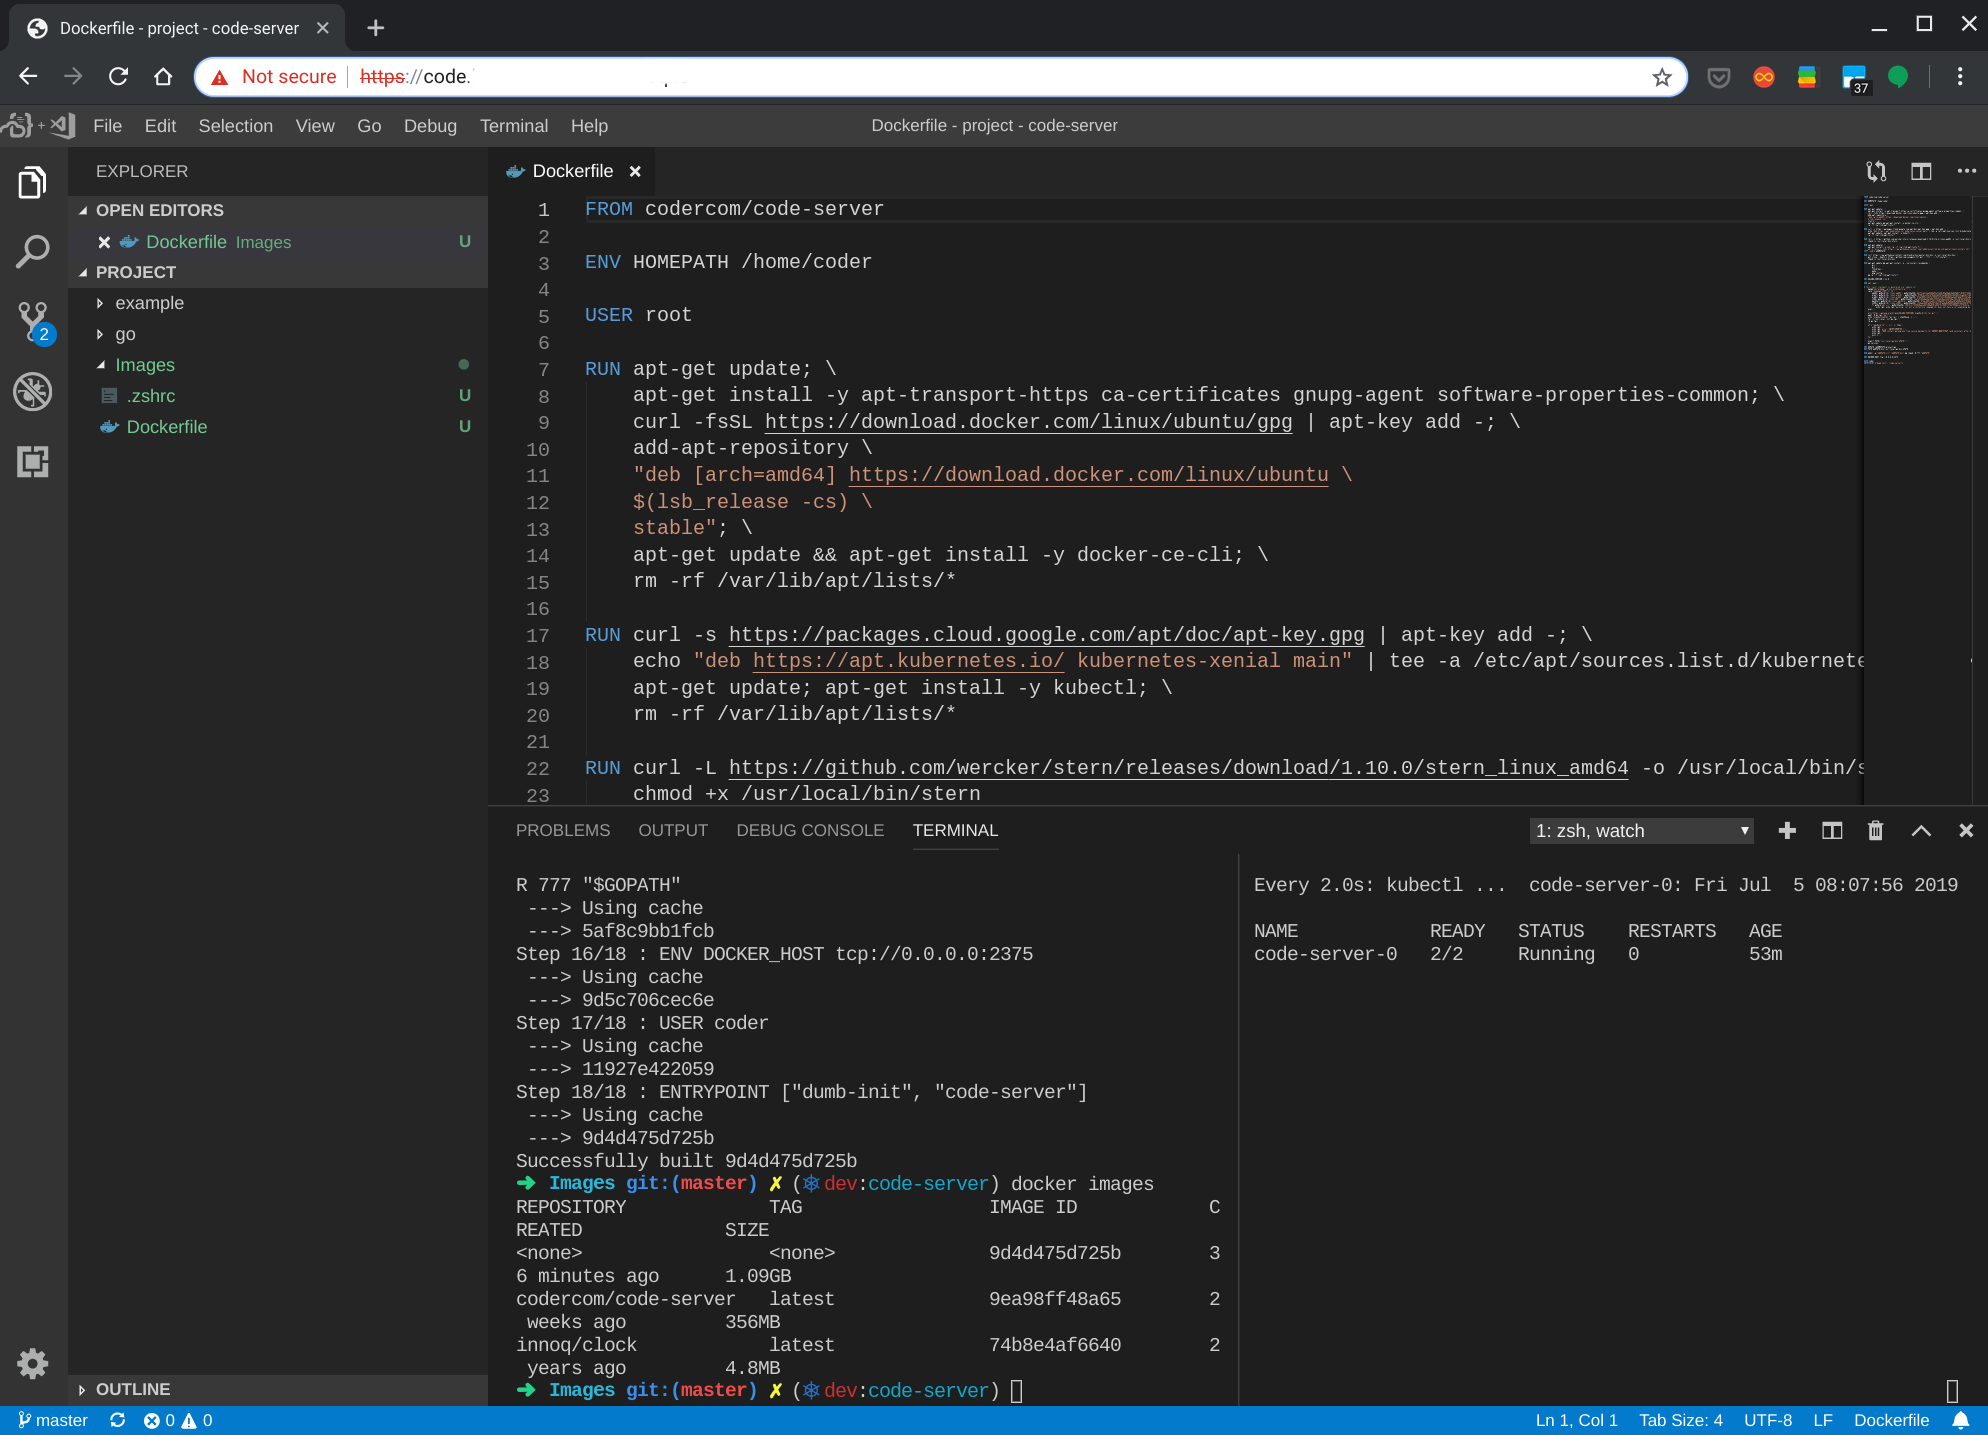 Dockerfile - project - code-server
Not secure https://code.
37
File Edit Selection View Go Debug Terminal Help
Dockerfile - project - code-server
EXPLORER
OPEN EDITORS
Dockerfile Images U
PROJECT
example
go
Images
.zshrc U
Dockerfile U
2
OUTLINE
Dockerfile
1 FROM codercom/code-server
2
3 ENV HOMEPATH /home/coder
4
5 USER root
6
7 RUN apt-get update; \
8 apt-get install -y apt-transport-https ca-certificates gnupg-agent software-properties-common; \
9 curl -fsSL https://download.docker.com/linux/ubuntu/gpg | apt-key add -; \
10 add-apt-repository \
11 "deb [arch=amd64] https://download.docker.com/linux/ubuntu \
12 $(lsb_release -cs) \
13 stable"; \
14 apt-get update && apt-get install -y docker-ce-cli; \
15 rm -rf /var/lib/apt/lists/*
16
17 RUN curl -s https://packages.cloud.google.com/apt/doc/apt-key.gpg | apt-key add -; \
18 echo "deb https://apt.kubernetes.io/ kubernetes-xenial main" | tee -a /etc/apt/sources.list.d/kubernete
19 apt-get update; apt-get install -y kubectl; \
20 rm -rf /var/lib/apt/lists/*
21
22 RUN curl -L https://github.com/wercker/stern/releases/download/1.10.0/stern_linux_amd64 -o /usr/local/bin/s
23 chmod +x /usr/local/bin/stern
PROBLEMS OUTPUT DEBUG CONSOLE TERMINAL
1: zsh, watch
R 777 "$GOPATH"
---> Using cache
---> 5af8c9bb1fcb
Step 16/18 : ENV DOCKER_HOST tcp://0.0.0.0:2375
---> Using cache
---> 9d5c706cec6e
Step 17/18 : USER coder
---> Using cache
---> 11927e422059
Step 18/18 : ENTRYPOINT ["dumb-init", "code-server"]
---> Using cache
---> 9d4d475d725b
Successfully built 9d4d475d725b
➜ Images git:(master) ✗ (⎈dev:code-server) docker images
REPOSITORY TAG IMAGE ID C
REATED SIZE
<none> <none> 9d4d475d725b 3
6 minutes ago 1.09GB
codercom/code-server latest 9ea98ff48a65 2
weeks ago 356MB
innoq/clock latest 74b8e4af6640 2
years ago 4.8MB
➜ Images git:(master) ✗ (⎈dev:code-server)
Every 2.0s: kubectl ... code-server-0: Fri Jul 5 08:07:56 2019
NAME READY STATUS RESTARTS AGE
code-server-0 2/2 Running 0 53m
master 0 0
Ln 1, Col 1 Tab Size: 4 UTF-8 LF Dockerfile